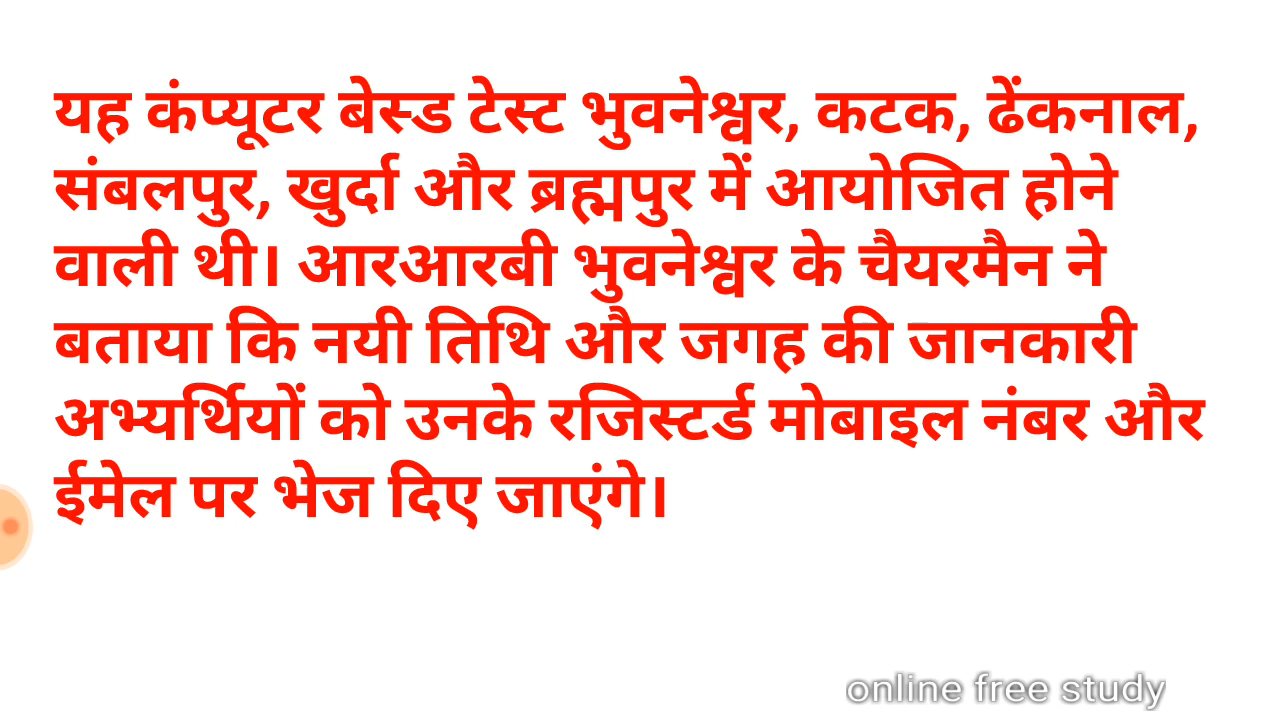 यह कंप्यूटर बेस्ड टेस्ट भुवनेश्वर, कटक, ढेंकनाल,
संबलपुर, खुर्दा और ब्रह्मपुर में आयोजित होने
वाली थी। आरआरबी भुवनेश्वर के चैयरमैन ने
बताया कि नयी तिथि और जगह की जानकारी
अभ्यर्थियों को उनके रजिस्टर्ड मोबाइल नंबर और
ईमेल पर भेज दिए जाएंगे।
online free study